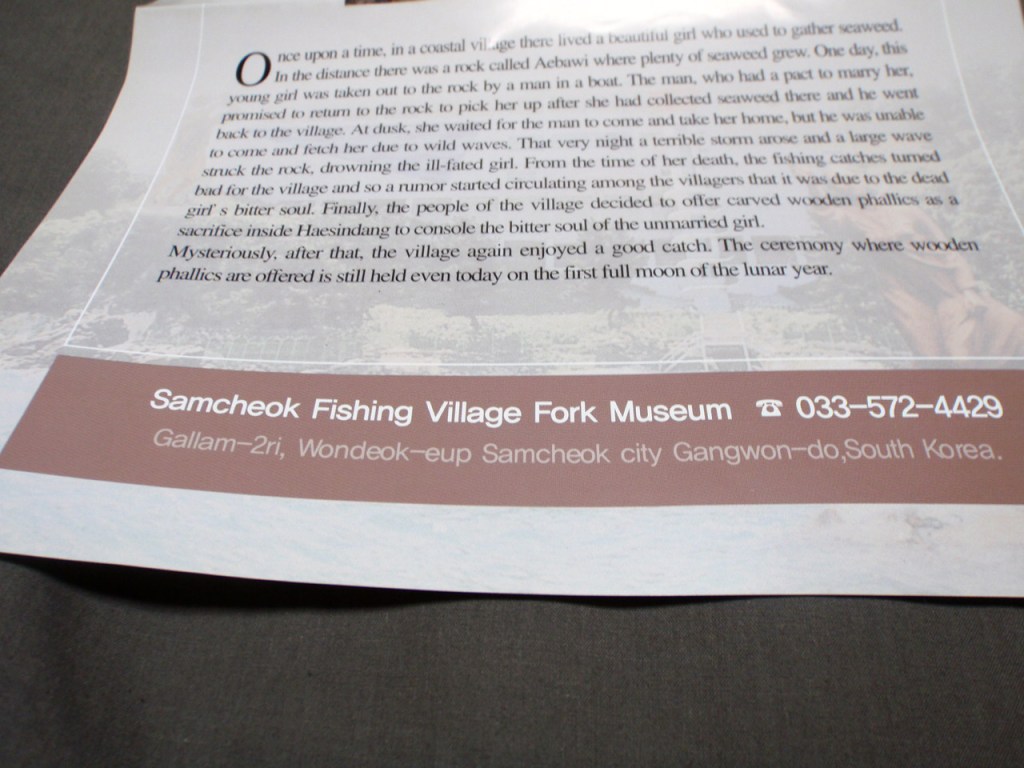 Once upon a time, in a coastal village there lived a beautiful girl who used to gather seaweed.
In the distance there was a rock called Aebawi where plenty of seaweed grew. One day, this
young girl was taken out to the rock by a man in a boat. The man, who had a pact to marry her,
promised to return to the rock to pick her up after she had collected seaweed there and he went
back to the village. At dusk, she waited for the man to come and take her home, but he was unable
to come and fetch her due to wild waves. That very night a terrible storm arose and a large wave
struck the rock, drowning the ill-fated girl. From the time of her death, the fishing catches turned
bad for the village and so a rumor started circulating among the villagers that it was due to the dead
girl's bitter soul. Finally, the people of the village decided to offer carved wooden phallics as a
sacrifice inside Haesindang to console the bitter soul of the unmarried girl.
Mysteriously, after that, the village again enjoyed a good catch. The ceremony where wooden
phallics are offered is still held even today on the first full moon of the lunar year.
Samcheok Fishing Village Fork Museum ☎ 033-572-4429
Gallam-2ri, Wondeok-eup Samcheok city Gangwon-do,South Korea.